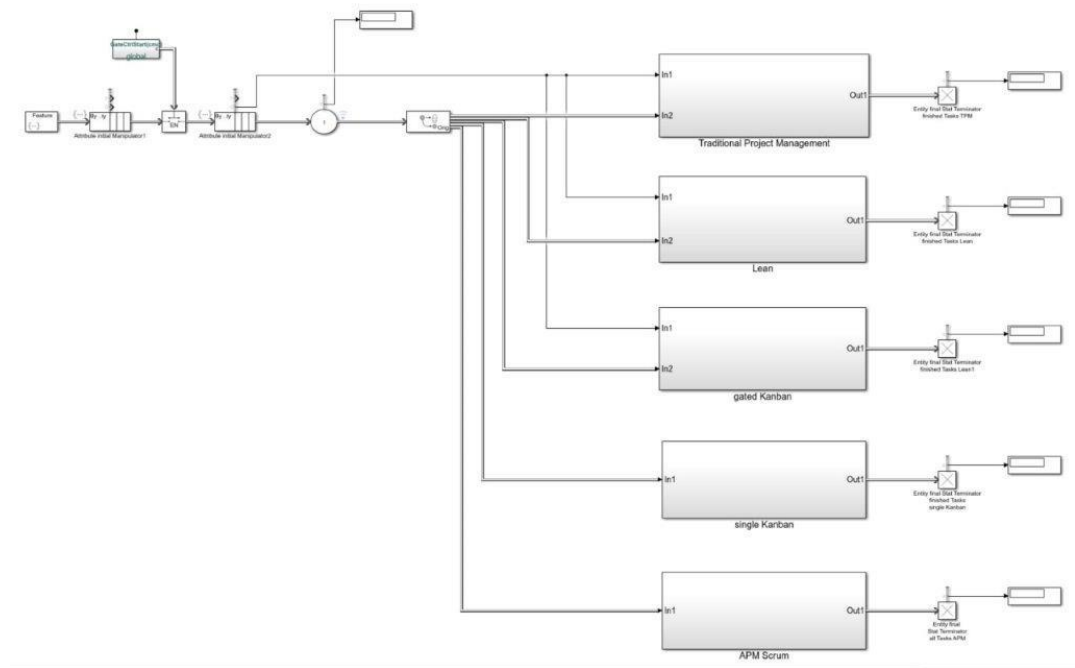 GateCtrlStart(cmd)
global
Feature
{...}
{...}
By
Attribute initial Manipulator1
EN
{...}
By
Attribute initial Manipulator2
In1
In2
Out1
Traditional Project Management
Entity final Stat Terminator
finished Tasks TPM
In1
In2
Out1
Lean
Entity final Stat Terminator
finished Tasks Lean
In1
In2
Out1
gated Kanban
Entity final Stat Terminator
finished Tasks Lean1
In1
Out1
single Kanban
Entity final Stat Terminator
finished Tasks
single Kanban
In1
Out1
APM Scrum
Entity final
Stat Terminator
all Tasks APM